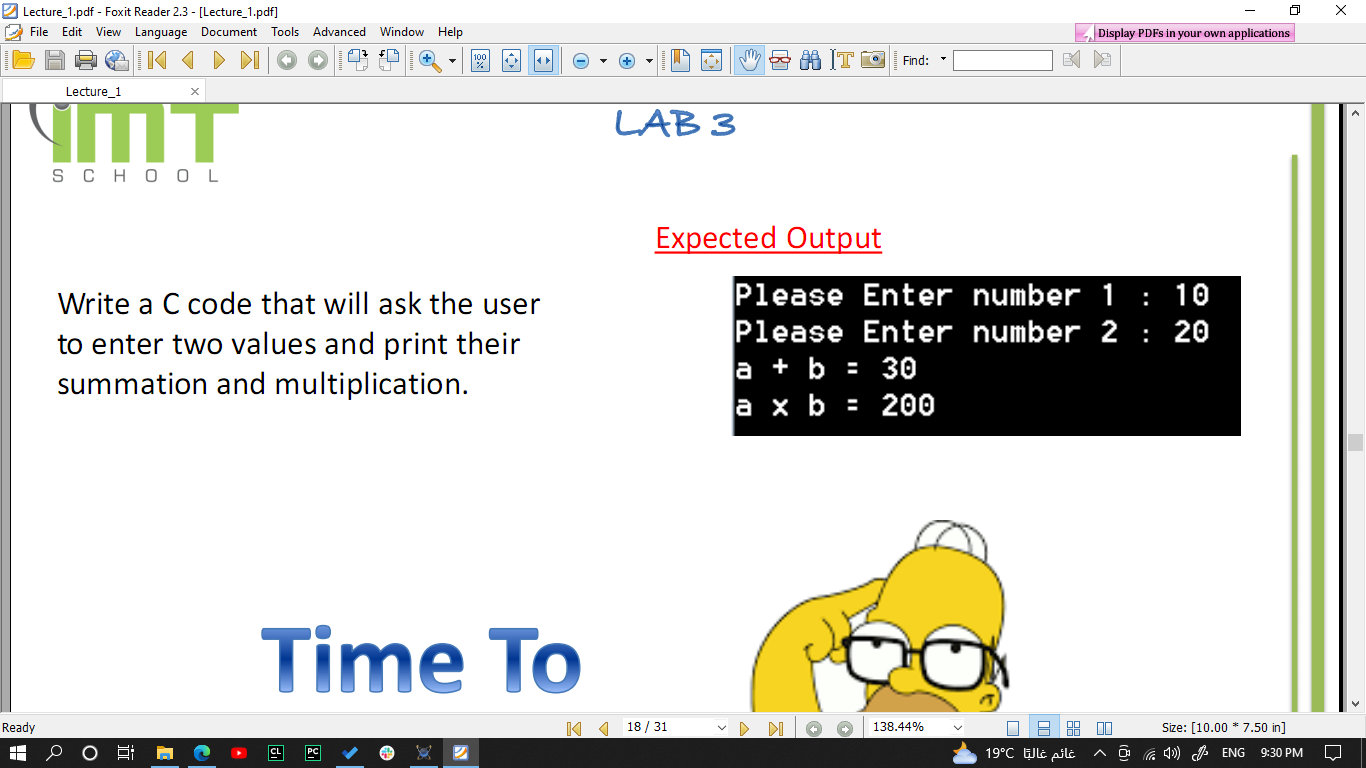 Lecture_1.pdf - Foxit Reader 2.3 - [Lecture_1.pdf]
File Edit View Language Document Tools Advanced Window Help
Display PDFs in your own applications
100 %
Find:
Lecture_1
IMT
SCHOOL
LAB 3
Expected Output
Write a C code that will ask the user
to enter two values and print their
summation and multiplication.
Please Enter number 1 : 10
Please Enter number 2 : 20
a + b = 30
a x b = 200
Time To
Ready
18 / 31
138.44%
Size: [10.00 * 7.50 in]
CL
PC
19°C غائم غالبًا
ENG
9:30 PM